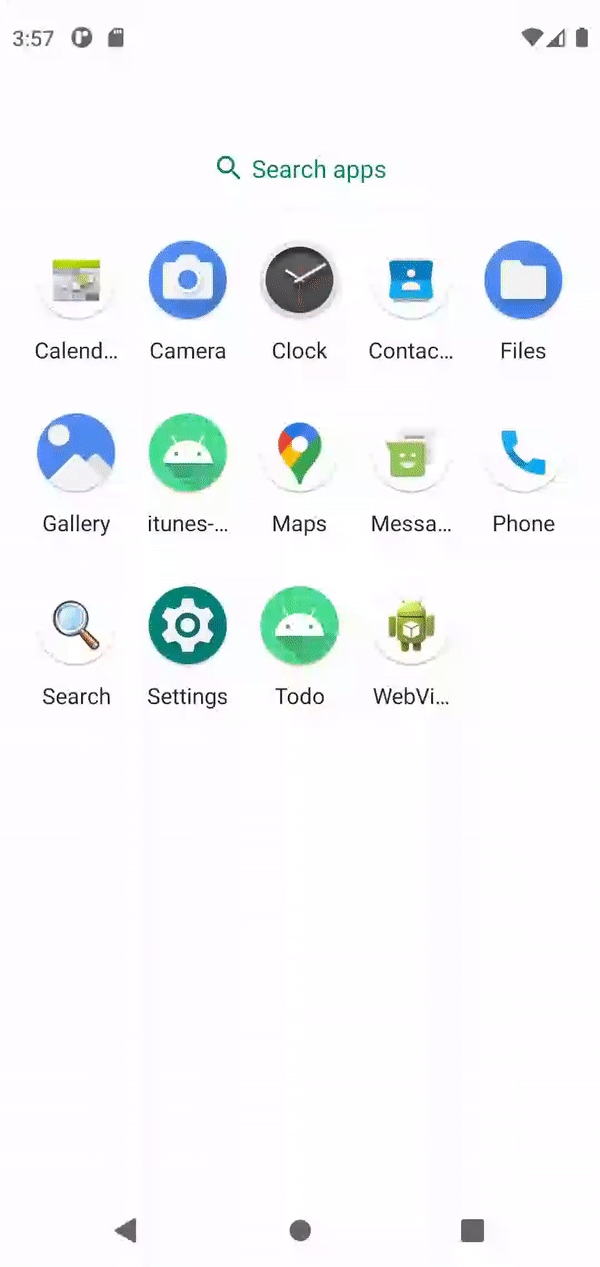 3:57
Search apps
Calend... Camera Clock Contac... Files
Gallery itunes-... Maps Messa... Phone
Search Settings Todo WebVi...